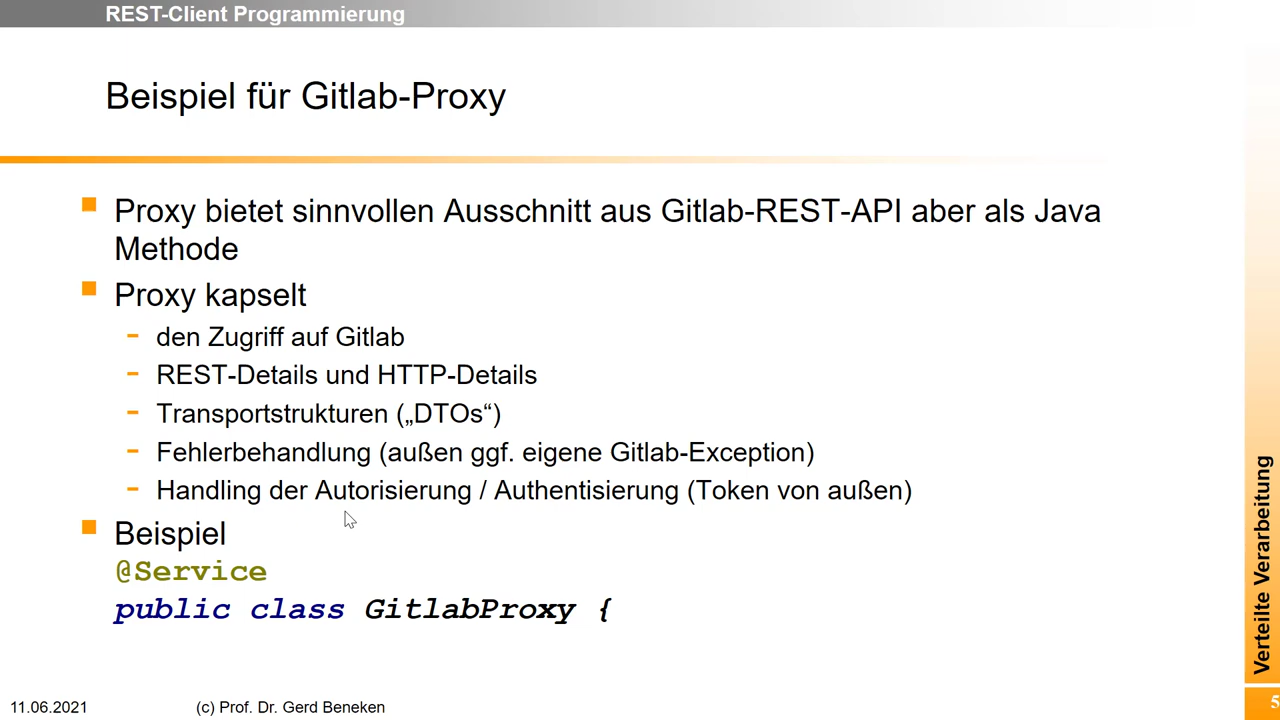 REST-Client Programmierung
Beispiel für Gitlab-Proxy
Proxy bietet sinnvollen Ausschnitt aus Gitlab-REST-API aber als Java
Methode
Proxy kapselt
den Zugriff auf Gitlab
REST-Details und HTTP-Details
Transportstrukturen („DTOs“)
Fehlerbehandlung (außen ggf. eigene Gitlab-Exception)
Handling der Autorisierung / Authentisierung (Token von außen)
Beispiel
@Service
public class GitlabProxy {
Verteilte Verarbeitung
11.06.2021
(c) Prof. Dr. Gerd Beneken
5